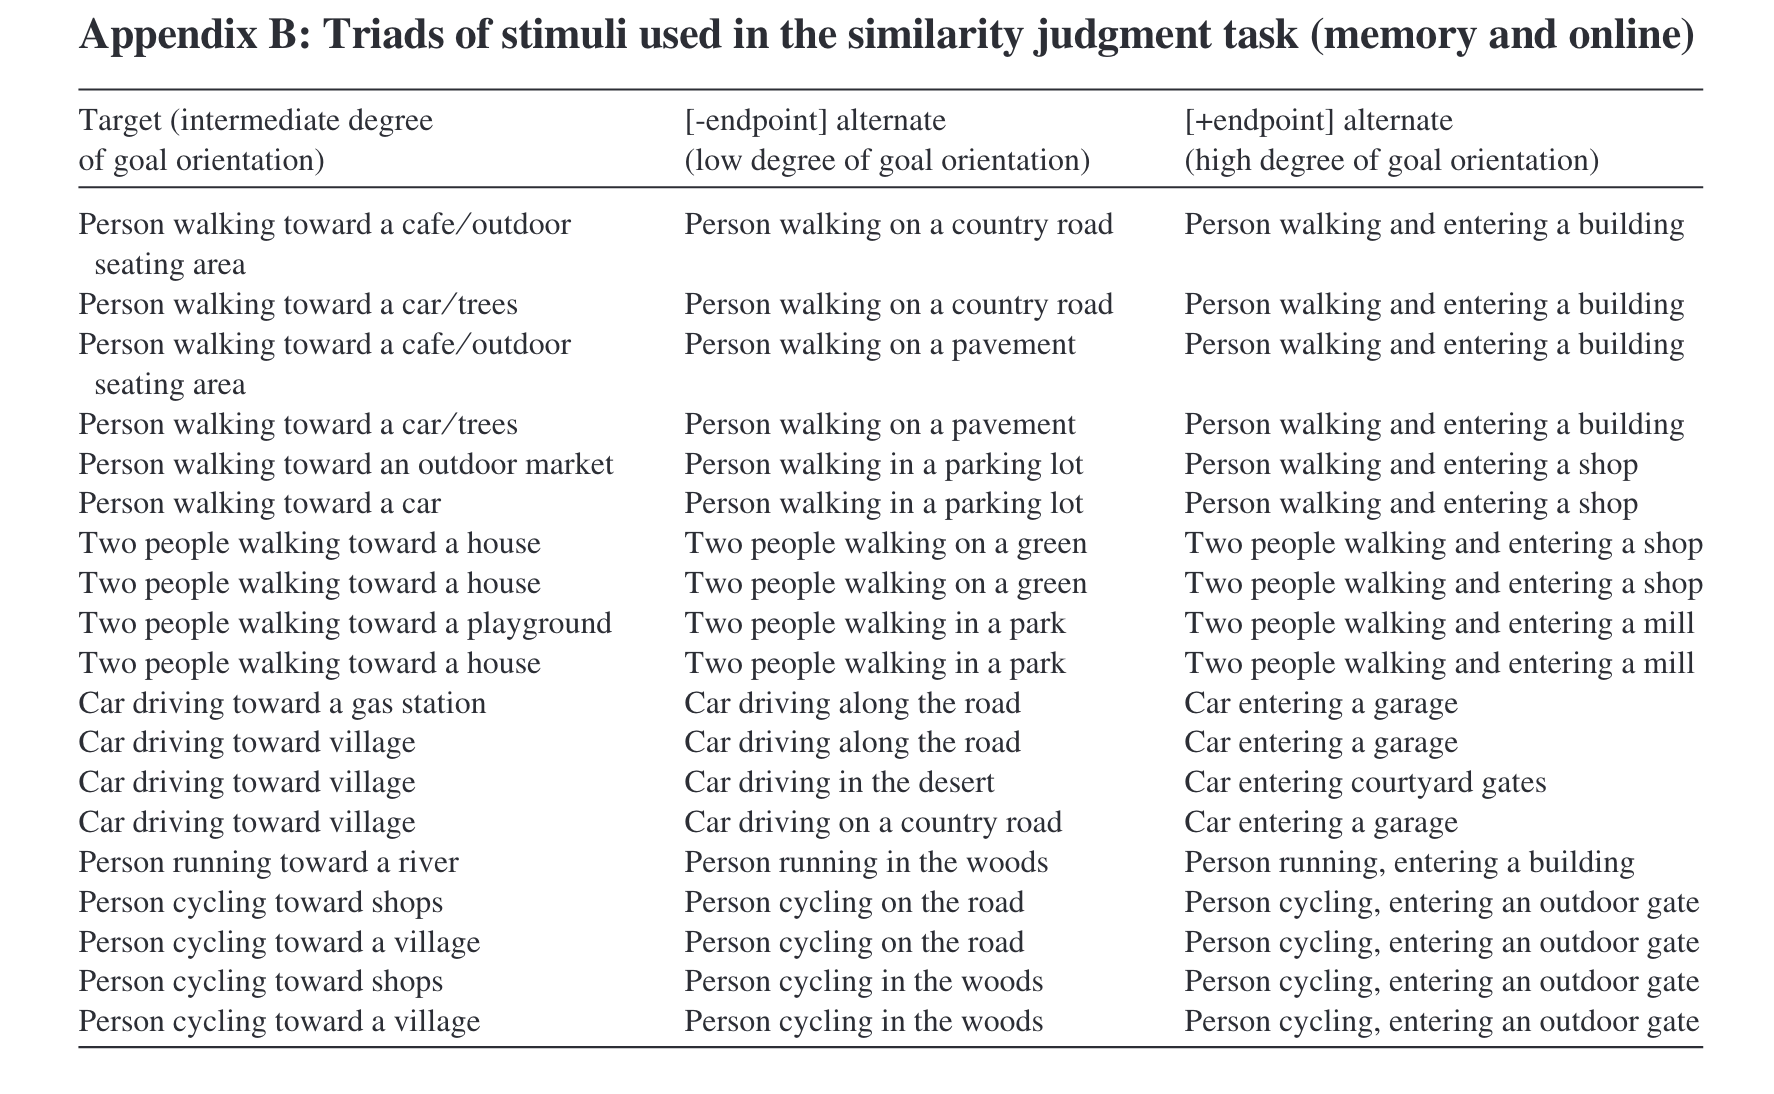 Appendix B: Triads of stimuli used in the similarity judgment task (memory and online)
Target (intermediate degree of goal orientation) [-endpoint] alternate (low degree of goal orientation) [+endpoint] alternate (high degree of goal orientation)
Person walking toward a cafe/outdoor seating area Person walking on a country road Person walking and entering a building
Person walking toward a car/trees Person walking on a country road Person walking and entering a building
Person walking toward a cafe/outdoor seating area Person walking on a pavement Person walking and entering a building
Person walking toward a car/trees Person walking on a pavement Person walking and entering a building
Person walking toward an outdoor market Person walking in a parking lot Person walking and entering a shop
Person walking toward a car Person walking in a parking lot Person walking and entering a shop
Two people walking toward a house Two people walking on a green Two people walking and entering a shop
Two people walking toward a house Two people walking on a green Two people walking and entering a shop
Two people walking toward a playground Two people walking in a park Two people walking and entering a mill
Two people walking toward a house Two people walking in a park Two people walking and entering a mill
Car driving toward a gas station Car driving along the road Car entering a garage
Car driving toward village Car driving along the road Car entering a garage
Car driving toward village Car driving in the desert Car entering courtyard gates
Car driving toward village Car driving on a country road Car entering a garage
Person running toward a river Person running in the woods Person running, entering a building
Person cycling toward shops Person cycling on the road Person cycling, entering an outdoor gate
Person cycling toward a village Person cycling on the road Person cycling, entering an outdoor gate
Person cycling toward shops Person cycling in the woods Person cycling, entering an outdoor gate
Person cycling toward a village Person cycling in the woods Person cycling, entering an outdoor gate